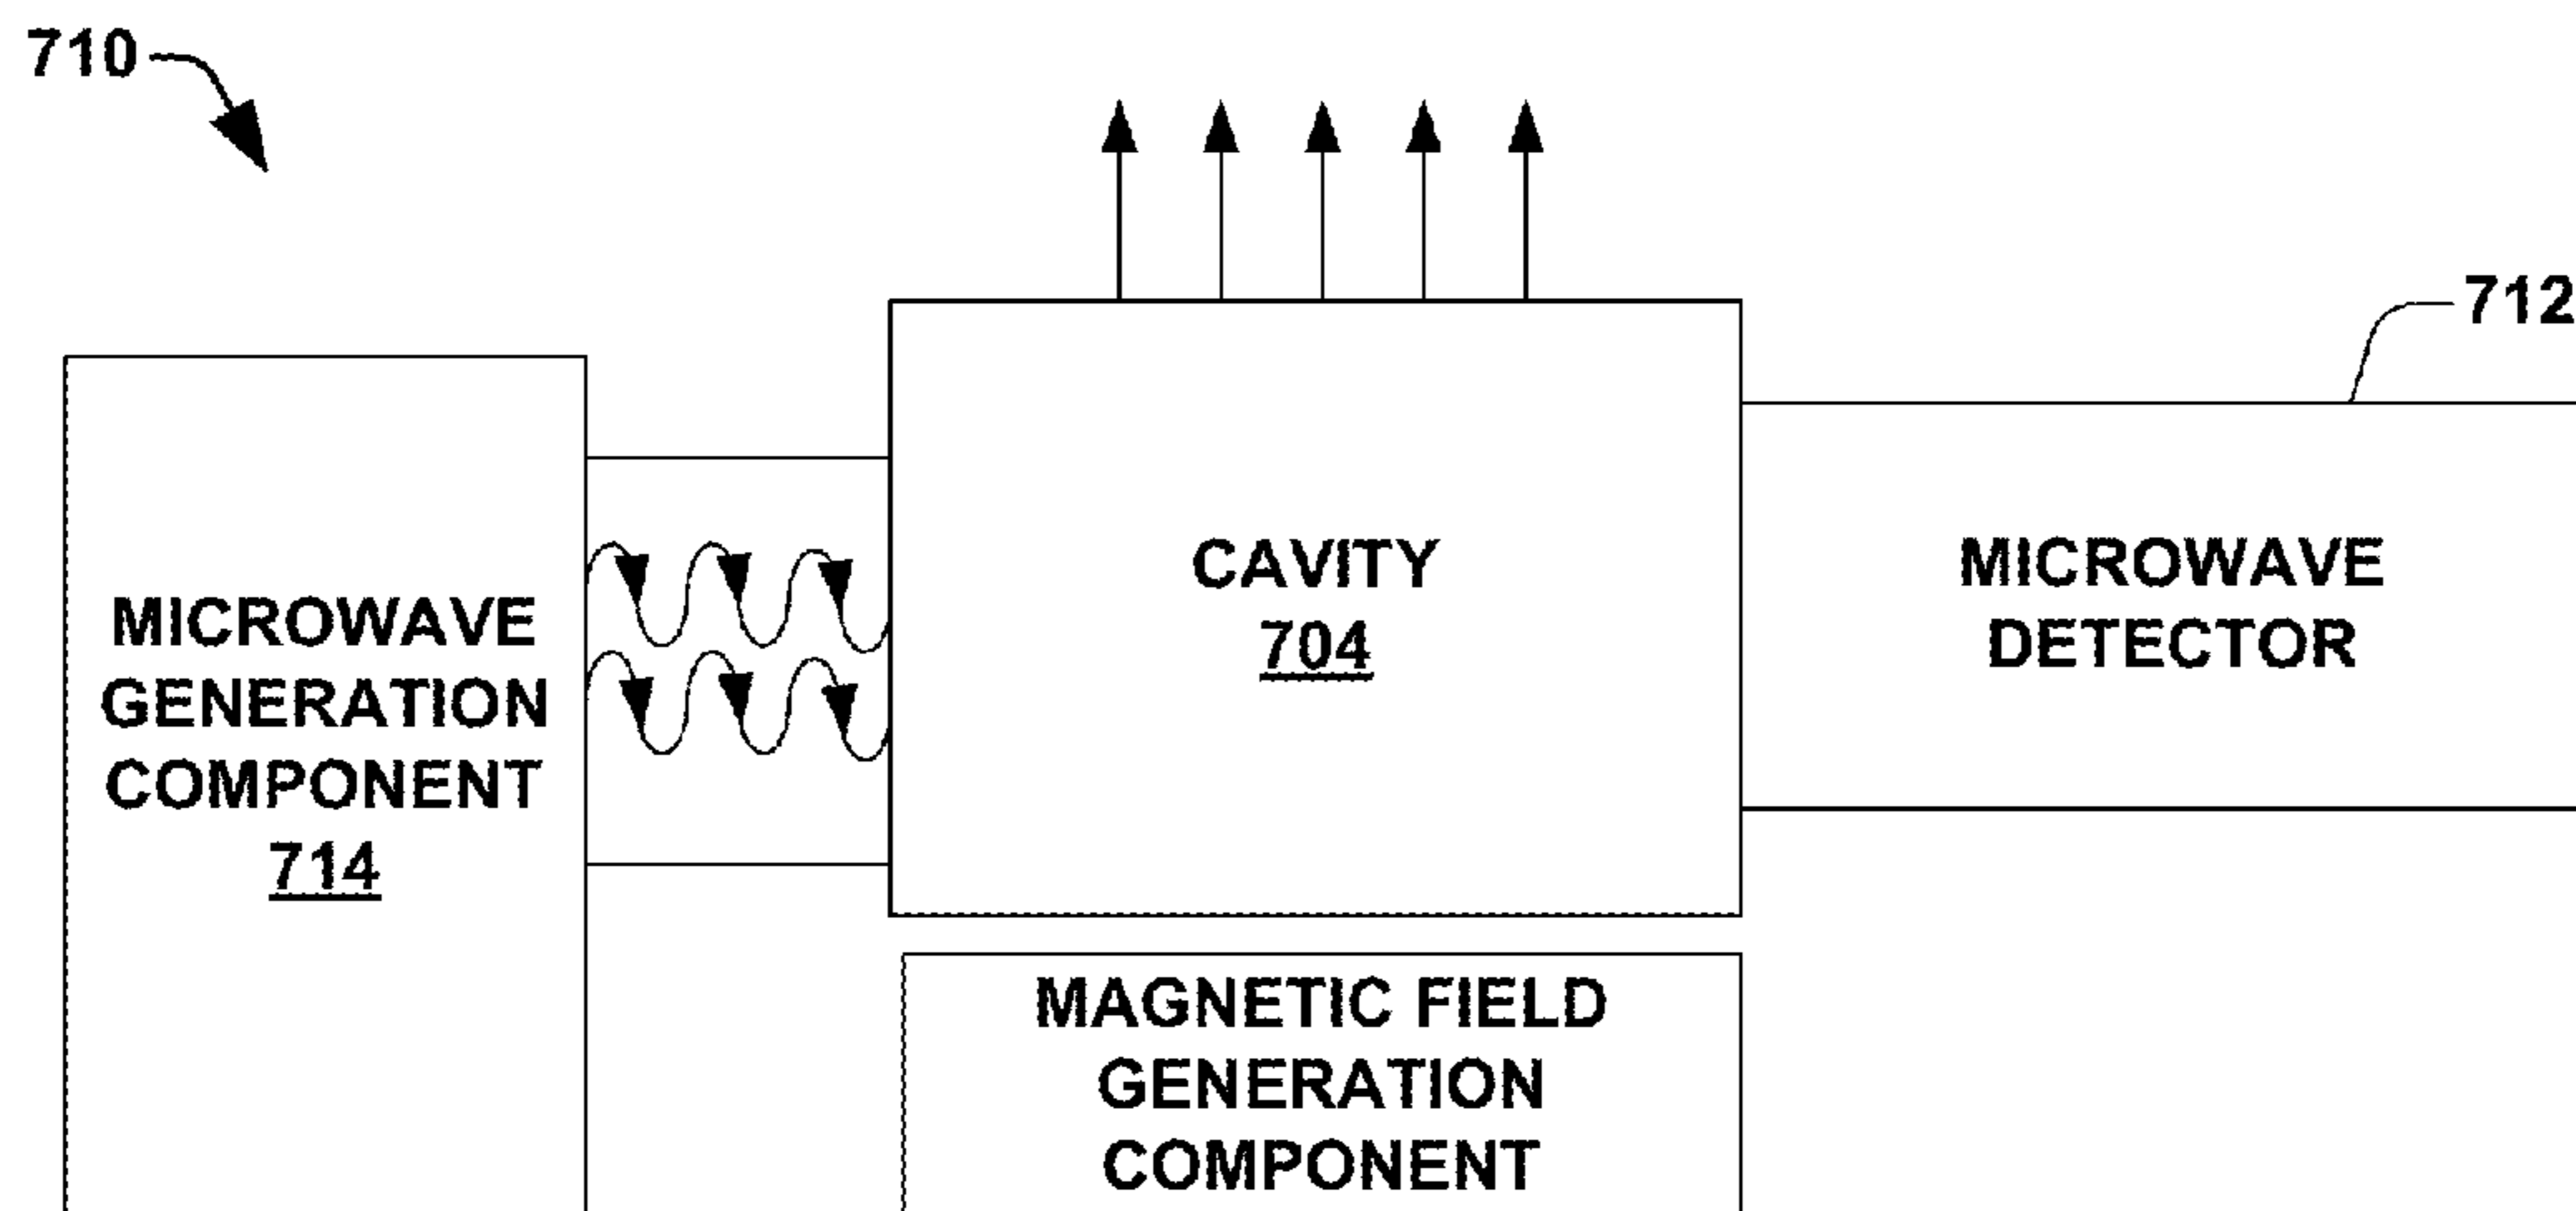 710
712
CAVITY
704
MICROWAVE
DETECTOR
MICROWAVE
GENERATION
COMPONENT
714
MAGNETIC FIELD
GENERATION
COMPONENT